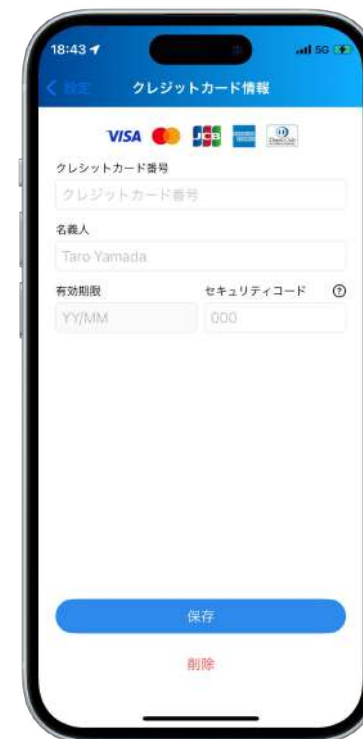 18:43 5G
設定 クレジットカード情報
VISA JCB
クレシットカード番号
クレジットカード番号
名義人
Taro Yamada
有効期限 セキュリティコード ?
YY/MM 000
保存
削除